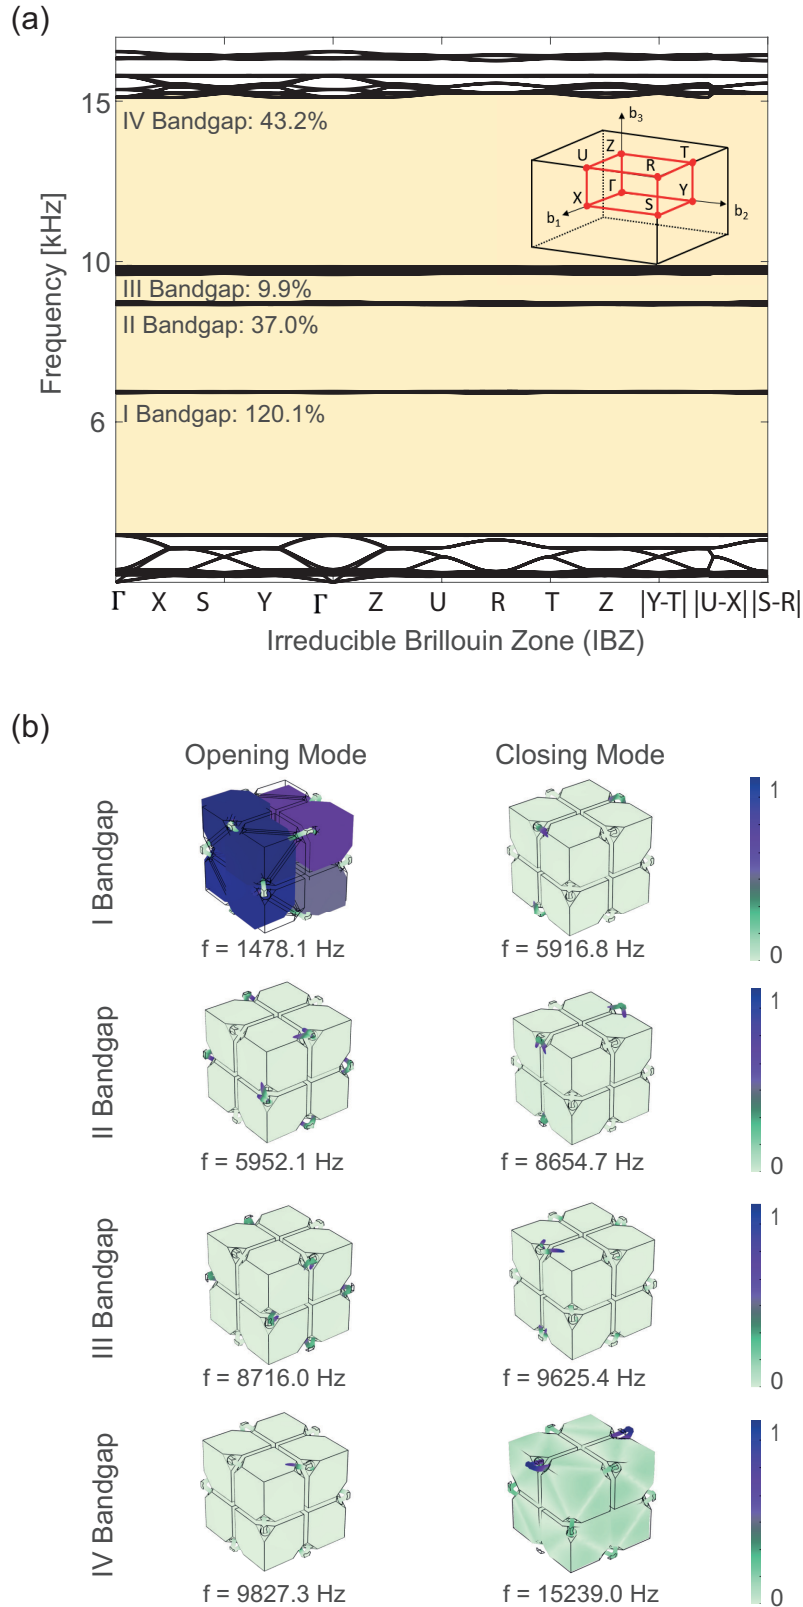 (a)
Frequency [kHz]
15
10
6
IV Bandgap: 43.2%
III Bandgap: 9.9%
II Bandgap: 37.0%
I Bandgap: 120.1%
b3
Z
T
U
R
Γ
Y
X
S
b1
b2
Γ X S Y Γ Z U R T Z |Y-T| |U-X| |S-R|
Irreducible Brillouin Zone (IBZ)
(b)
Opening Mode Closing Mode
I Bandgap
f = 1478.1 Hz
f = 5916.8 Hz
1
0
II Bandgap
f = 5952.1 Hz
f = 8654.7 Hz
1
0
III Bandgap
f = 8716.0 Hz
f = 9625.4 Hz
1
0
IV Bandgap
f = 9827.3 Hz
f = 15239.0 Hz
1
0